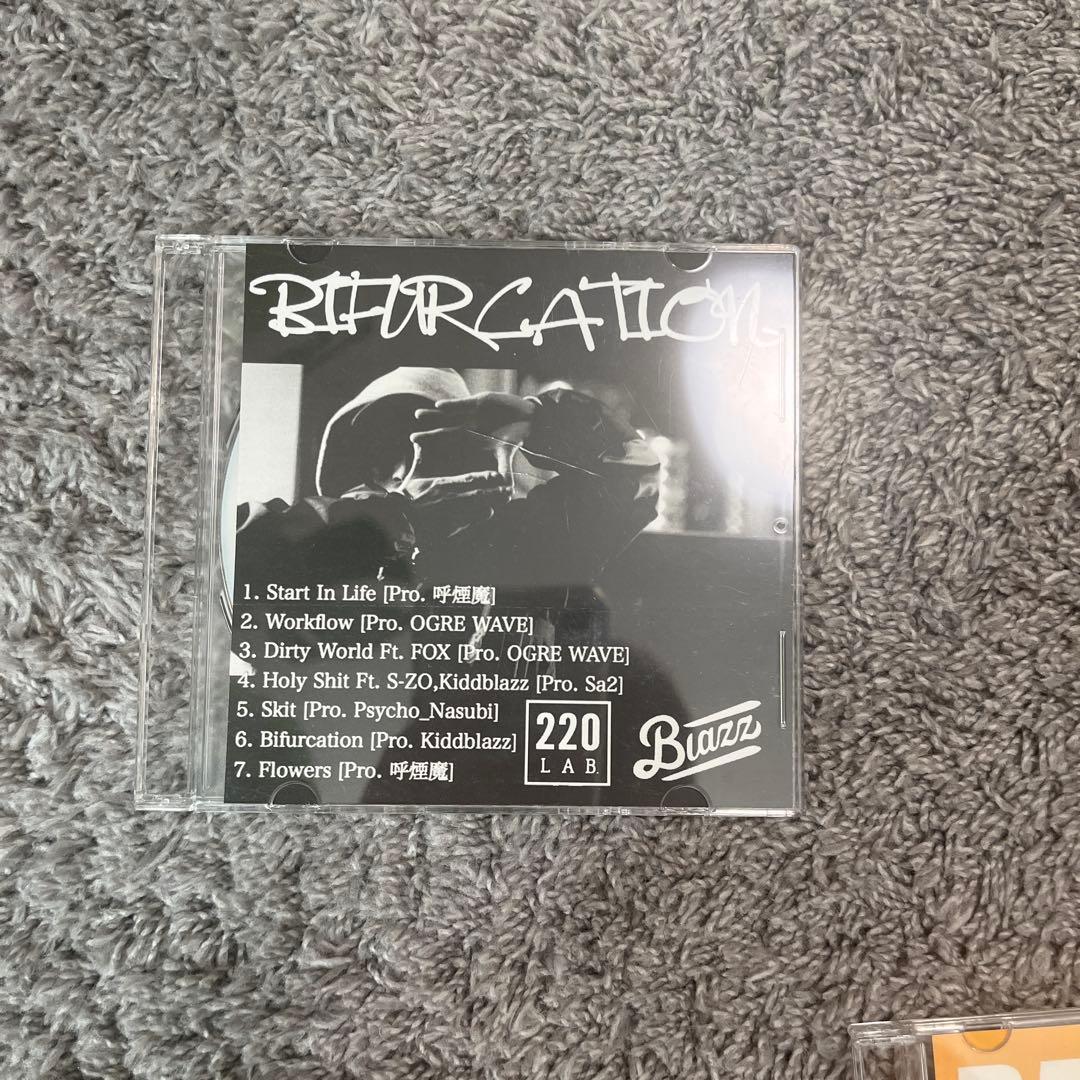 BIFURCATION
1. Start In Life [Pro. 呼煙魔]
2. Workflow [Pro. OGRE WAVE]
3. Dirty World Ft. FOX [Pro. OGRE WAVE]
4. Holy Shit Ft. S-ZO,Kiddblazz [Pro. Sa2]
5. Skit [Pro. Psycho_Nasubi]
6. Bifurcation [Pro. Kiddblazz]
7. Flowers [Pro. 呼煙魔]
220
LAB.
Blazz